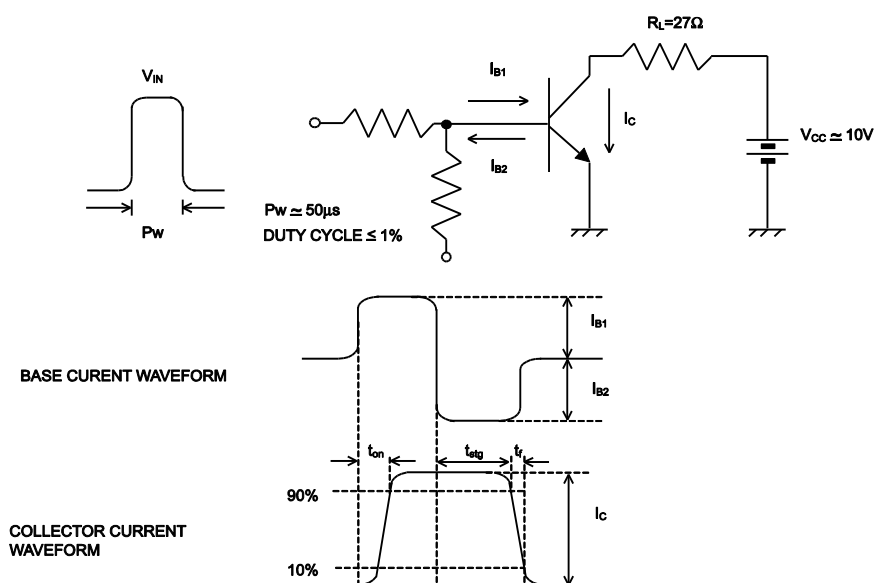 RL=27Ω
VIN
IB1
IC
VCC ≃ 10V
IB2
Pw ≃ 50μs
DUTY CYCLE ≤ 1%
Pw
IB1
BASE CURENT WAVEFORM
IB2
ton
tstg
tf
90%
IC
COLLECTOR CURRENT
WAVEFORM
10%